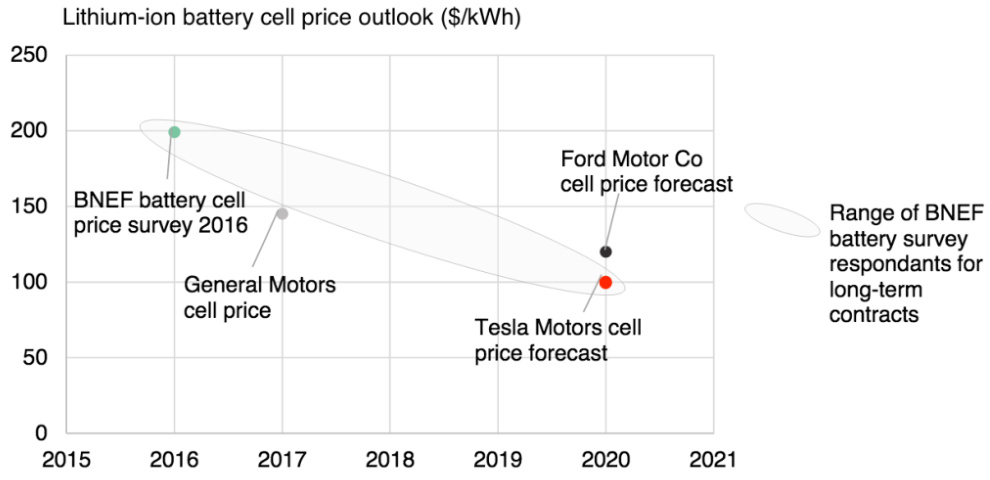 Lithium-ion battery cell price outlook ($/kWh)
250
200
150
100
50
0
2015 2016 2017 2018 2019 2020 2021
BNEF battery cell
price survey 2016
General Motors
cell price
Ford Motor Co
cell price forecast
Tesla Motors cell
price forecast
Range of BNEF
battery survey
respondants for
long-term
contracts